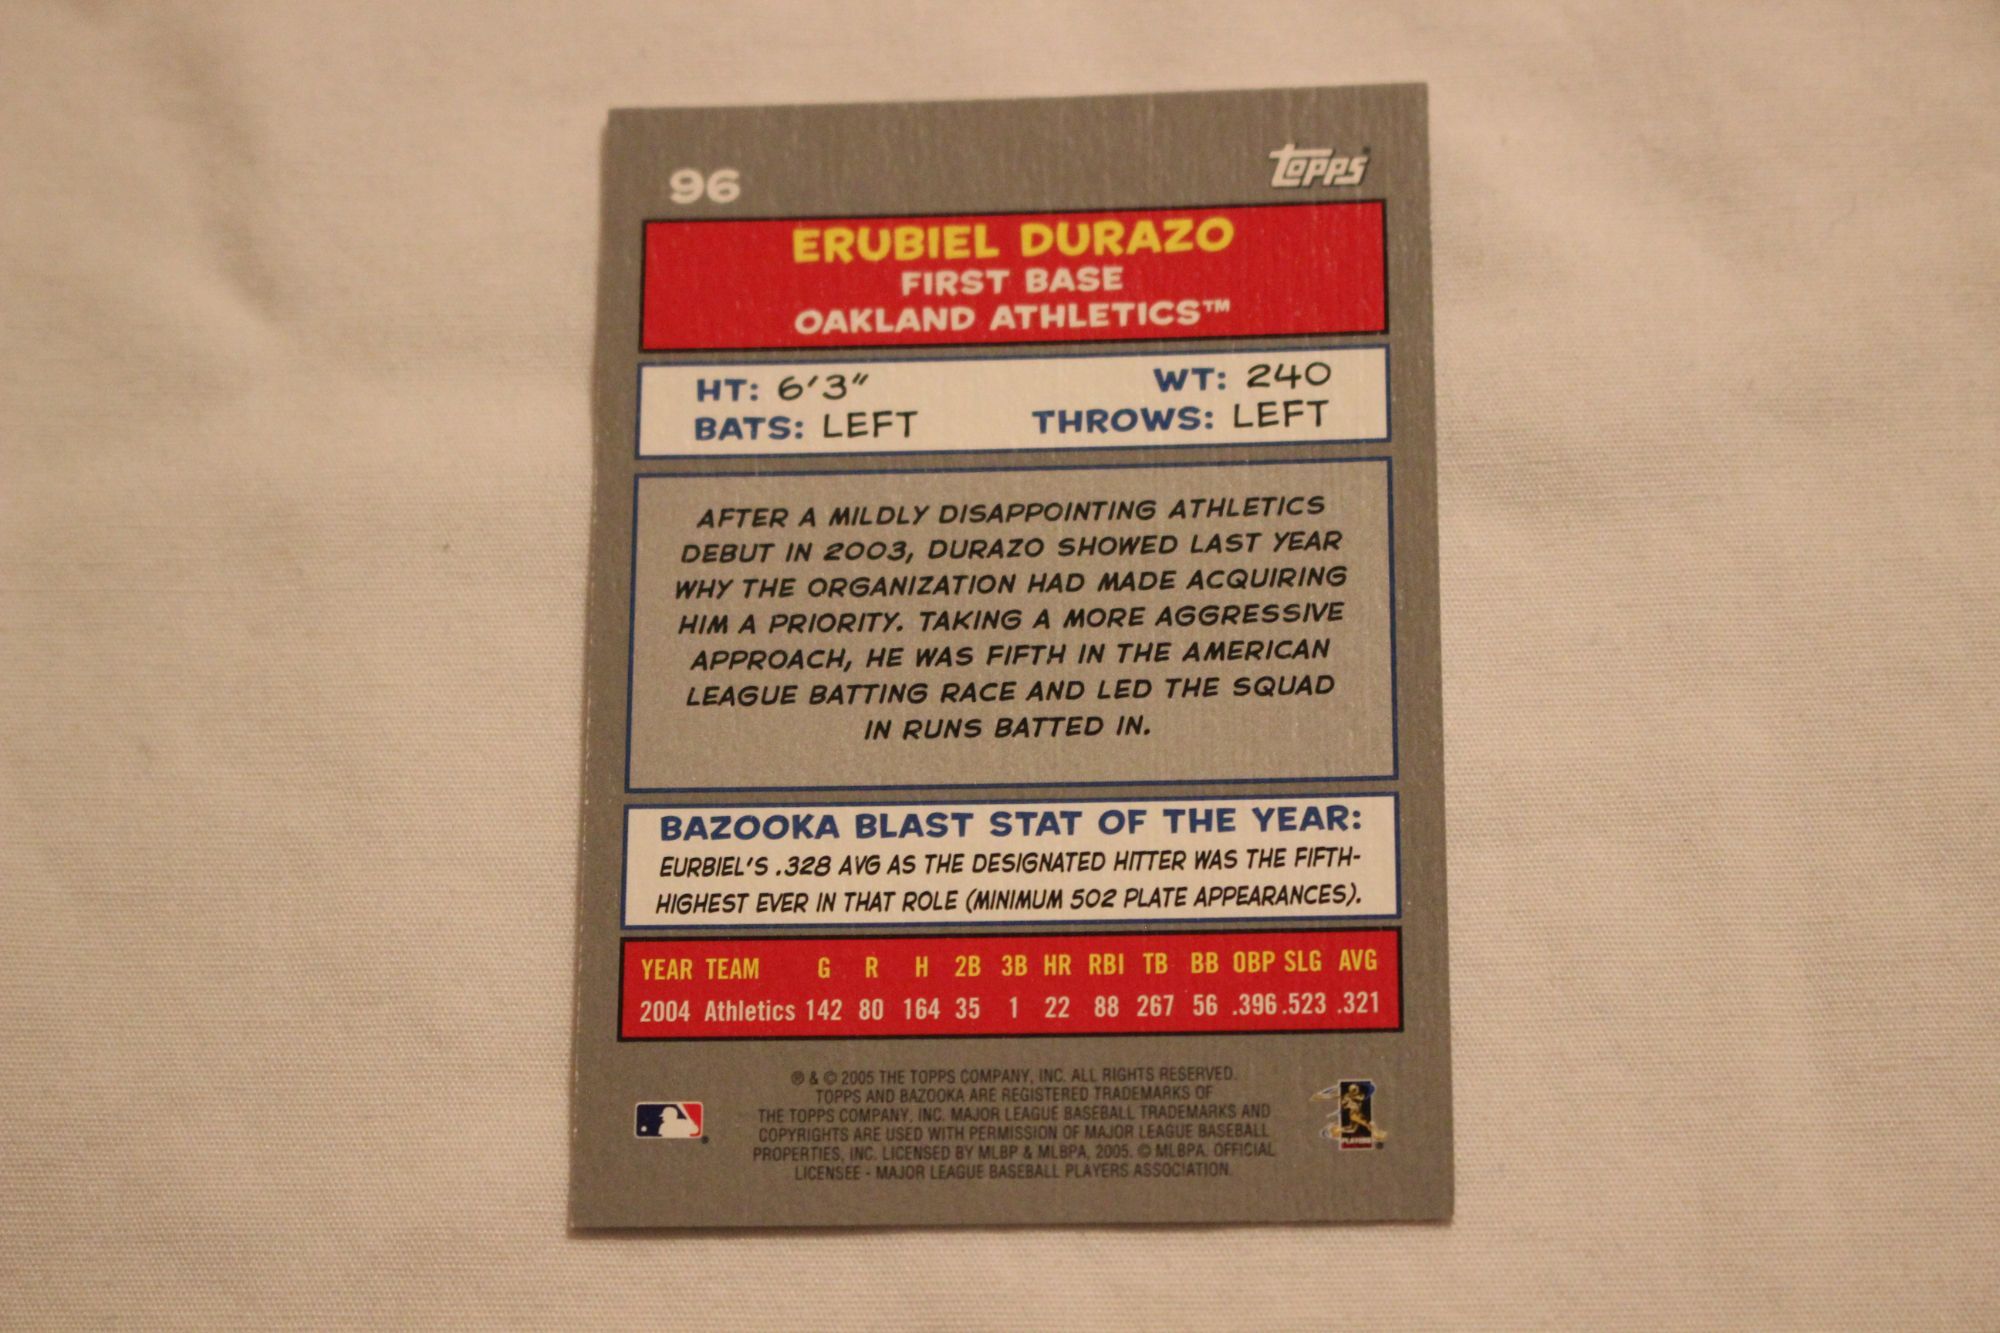 96
topps
ERUBIEL DURAZO
FIRST BASE
OAKLAND ATHLETICS™
HT: 6'3" WT: 240
BATS: LEFT THROWS: LEFT
AFTER A MILDLY DISAPPOINTING ATHLETICS
DEBUT IN 2003, DURAZO SHOWED LAST YEAR
WHY THE ORGANIZATION HAD MADE ACQUIRING
HIM A PRIORITY. TAKING A MORE AGGRESSIVE
APPROACH, HE WAS FIFTH IN THE AMERICAN
LEAGUE BATTING RACE AND LED THE SQUAD
IN RUNS BATTED IN.
BAZOOKA BLAST STAT OF THE YEAR:
EURBIEL'S .328 AVG AS THE DESIGNATED HITTER WAS THE FIFTH-
HIGHEST EVER IN THAT ROLE (MINIMUM 502 PLATE APPEARANCES).
YEAR TEAM G R H 2B 3B HR RBI TB BB OBP SLG AVG
2004 Athletics 142 80 164 35 1 22 88 267 56 .396 .523 .321
® & © 2005 THE TOPPS COMPANY, INC. ALL RIGHTS RESERVED.
TOPPS AND BAZOOKA ARE REGISTERED TRADEMARKS OF
THE TOPPS COMPANY, INC. MAJOR LEAGUE BASEBALL TRADEMARKS AND
COPYRIGHTS ARE USED WITH PERMISSION OF MAJOR LEAGUE BASEBALL
PROPERTIES, INC. LICENSED BY MLBP & MLBPA, 2005. © MLBPA. OFFICIAL
LICENSEE - MAJOR LEAGUE BASEBALL PLAYERS ASSOCIATION.
PLAYERS